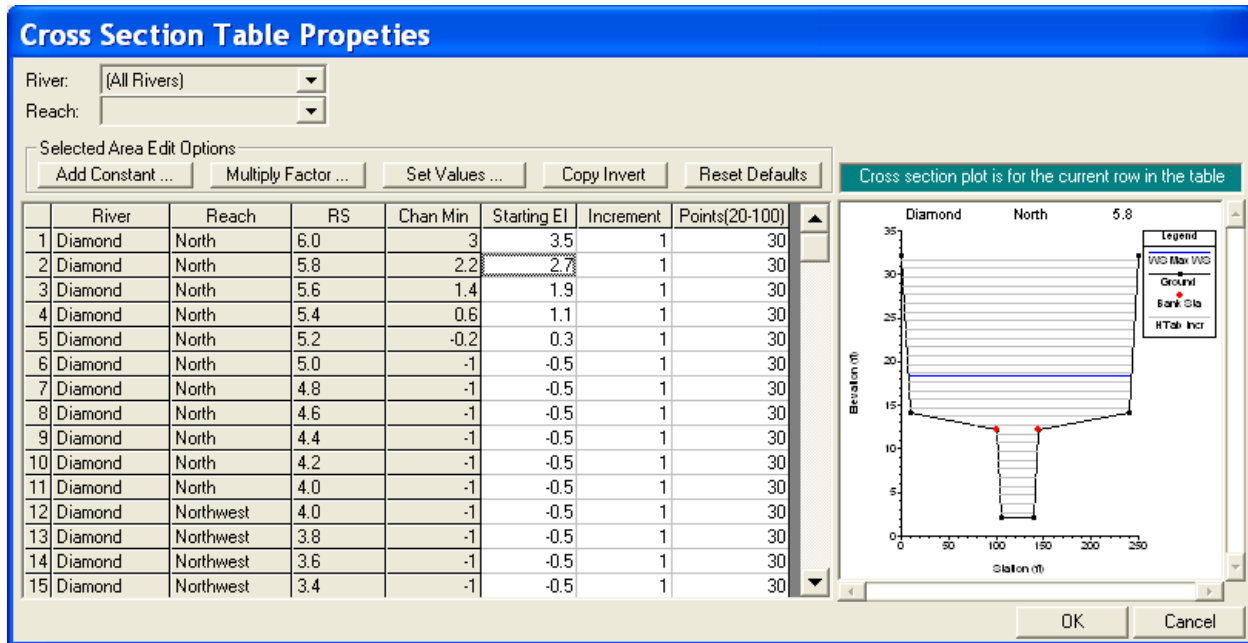 Cross Section Table Propeties
River: (All Rivers)
Reach:
Selected Area Edit Options
Add Constant ... Multiply Factor ... Set Values ... Copy Invert Reset Defaults
Cross section plot is for the current row in the table
River Reach RS Chan Min Starting El Increment Points(20-100)
1 Diamond North 6.0 3 3.5 1 30
2 Diamond North 5.8 2.2 2.7 1 30
3 Diamond North 5.6 1.4 1.9 1 30
4 Diamond North 5.4 0.6 1.1 1 30
5 Diamond North 5.2 -0.2 0.3 1 30
6 Diamond North 5.0 -1 -0.5 1 30
7 Diamond North 4.8 -1 -0.5 1 30
8 Diamond North 4.6 -1 -0.5 1 30
9 Diamond North 4.4 -1 -0.5 1 30
10 Diamond North 4.2 -1 -0.5 1 30
11 Diamond North 4.0 -1 -0.5 1 30
12 Diamond Northwest 4.0 -1 -0.5 1 30
13 Diamond Northwest 3.8 -1 -0.5 1 30
14 Diamond Northwest 3.6 -1 -0.5 1 30
15 Diamond Northwest 3.4 -1 -0.5 1 30
Diamond North 5.8
Legend
WS Max WS
Ground
Bank Sta
HTab Incr
35
30
25
20
15
10
5
0
Elevation (ft)
0 50 100 150 200 250
Station (ft)
OK Cancel